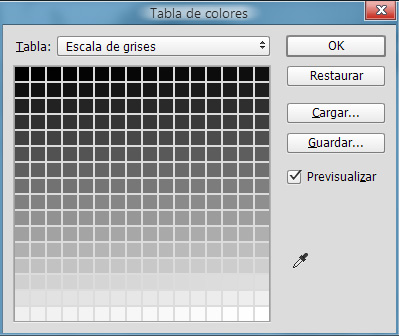 Tabla de colores
Tabla: Escala de grises
OK
Restaurar
Cargar...
Guardar...
Previsualizar